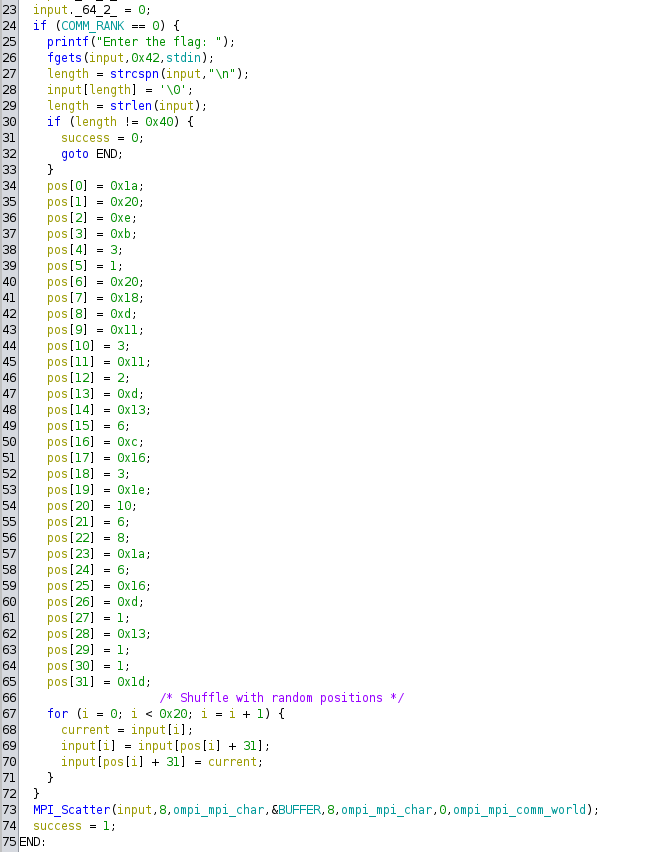 23 input._64_2_ = 0;
24 if (COMM_RANK == 0) {
25 printf("Enter the flag: ");
26 fgets(input,0x42,stdin);
27 length = strcspn(input,"\n");
28 input[length] = '\0';
29 length = strlen(input);
30 if (length != 0x40) {
31 success = 0;
32 goto END;
33 }
34 pos[0] = 0x1a;
35 pos[1] = 0x20;
36 pos[2] = 0xe;
37 pos[3] = 0xb;
38 pos[4] = 3;
39 pos[5] = 1;
40 pos[6] = 0x20;
41 pos[7] = 0x18;
42 pos[8] = 0xd;
43 pos[9] = 0x11;
44 pos[10] = 3;
45 pos[11] = 0x11;
46 pos[12] = 2;
47 pos[13] = 0xd;
48 pos[14] = 0x13;
49 pos[15] = 6;
50 pos[16] = 0xc;
51 pos[17] = 0x16;
52 pos[18] = 3;
53 pos[19] = 0x1e;
54 pos[20] = 10;
55 pos[21] = 6;
56 pos[22] = 8;
57 pos[23] = 0x1a;
58 pos[24] = 6;
59 pos[25] = 0x16;
60 pos[26] = 0xd;
61 pos[27] = 1;
62 pos[28] = 0x13;
63 pos[29] = 1;
64 pos[30] = 1;
65 pos[31] = 0x1d;
66 /* Shuffle with random positions */
67 for (i = 0; i < 0x20; i = i + 1) {
68 current = input[i];
69 input[i] = input[pos[i] + 31];
70 input[pos[i] + 31] = current;
71 }
72 }
73 MPI_Scatter(input,8,ompi_mpi_char,&BUFFER,8,ompi_mpi_char,0,ompi_mpi_comm_world);
74 success = 1;
75 END: